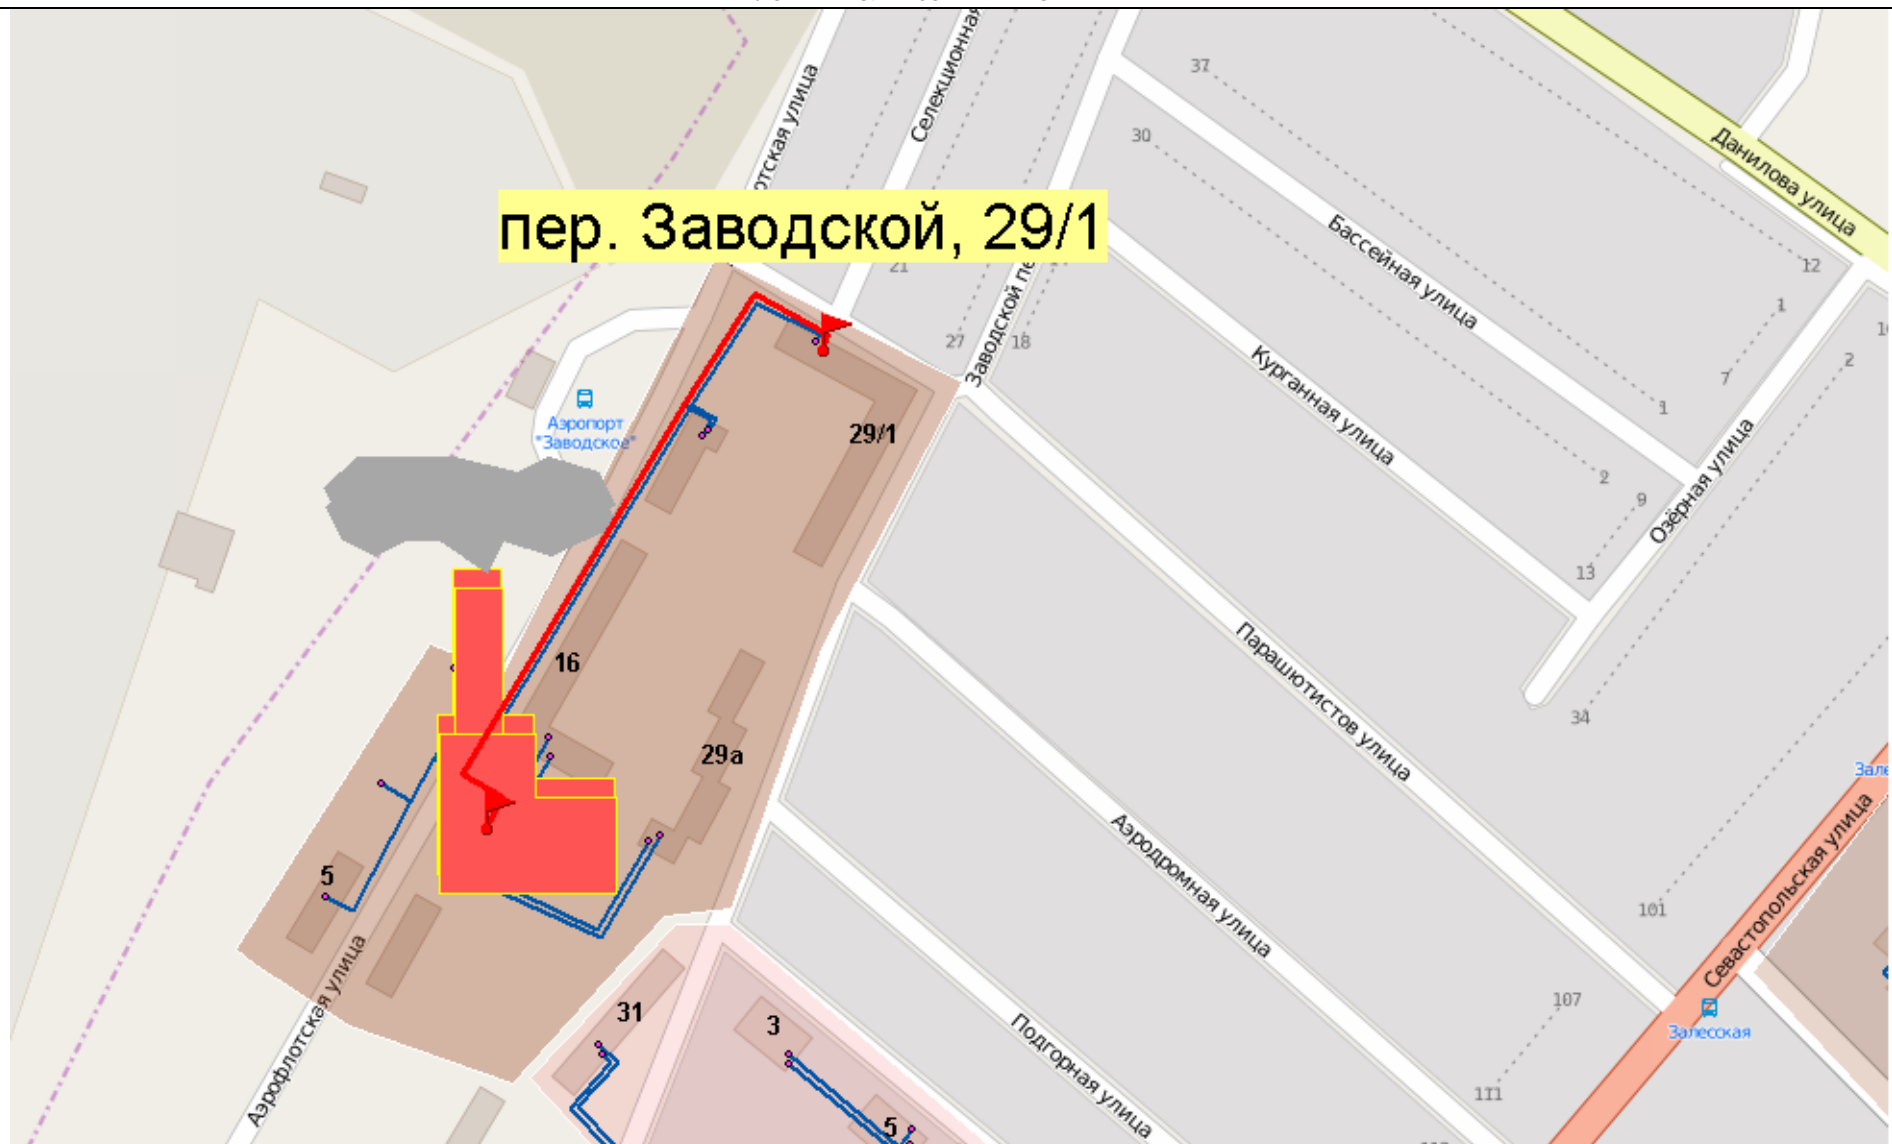 37
30
отская улица
Селекционная
Данилова улица
пер. Заводской, 29/1
Бассейная улица
12
21
1
27
18
Заводской пе
2
Курганная улица
7
1
Аэропорт
"Заводское"
29/1
Озёрная улица
2
9
13
16
Парашютистов улица
34
29а
Зале
5
Аэродромная улица
Севастопольская улица
101
Аэрофлотская улица
31
3
107
Залесская
Подгорная улица
111
5